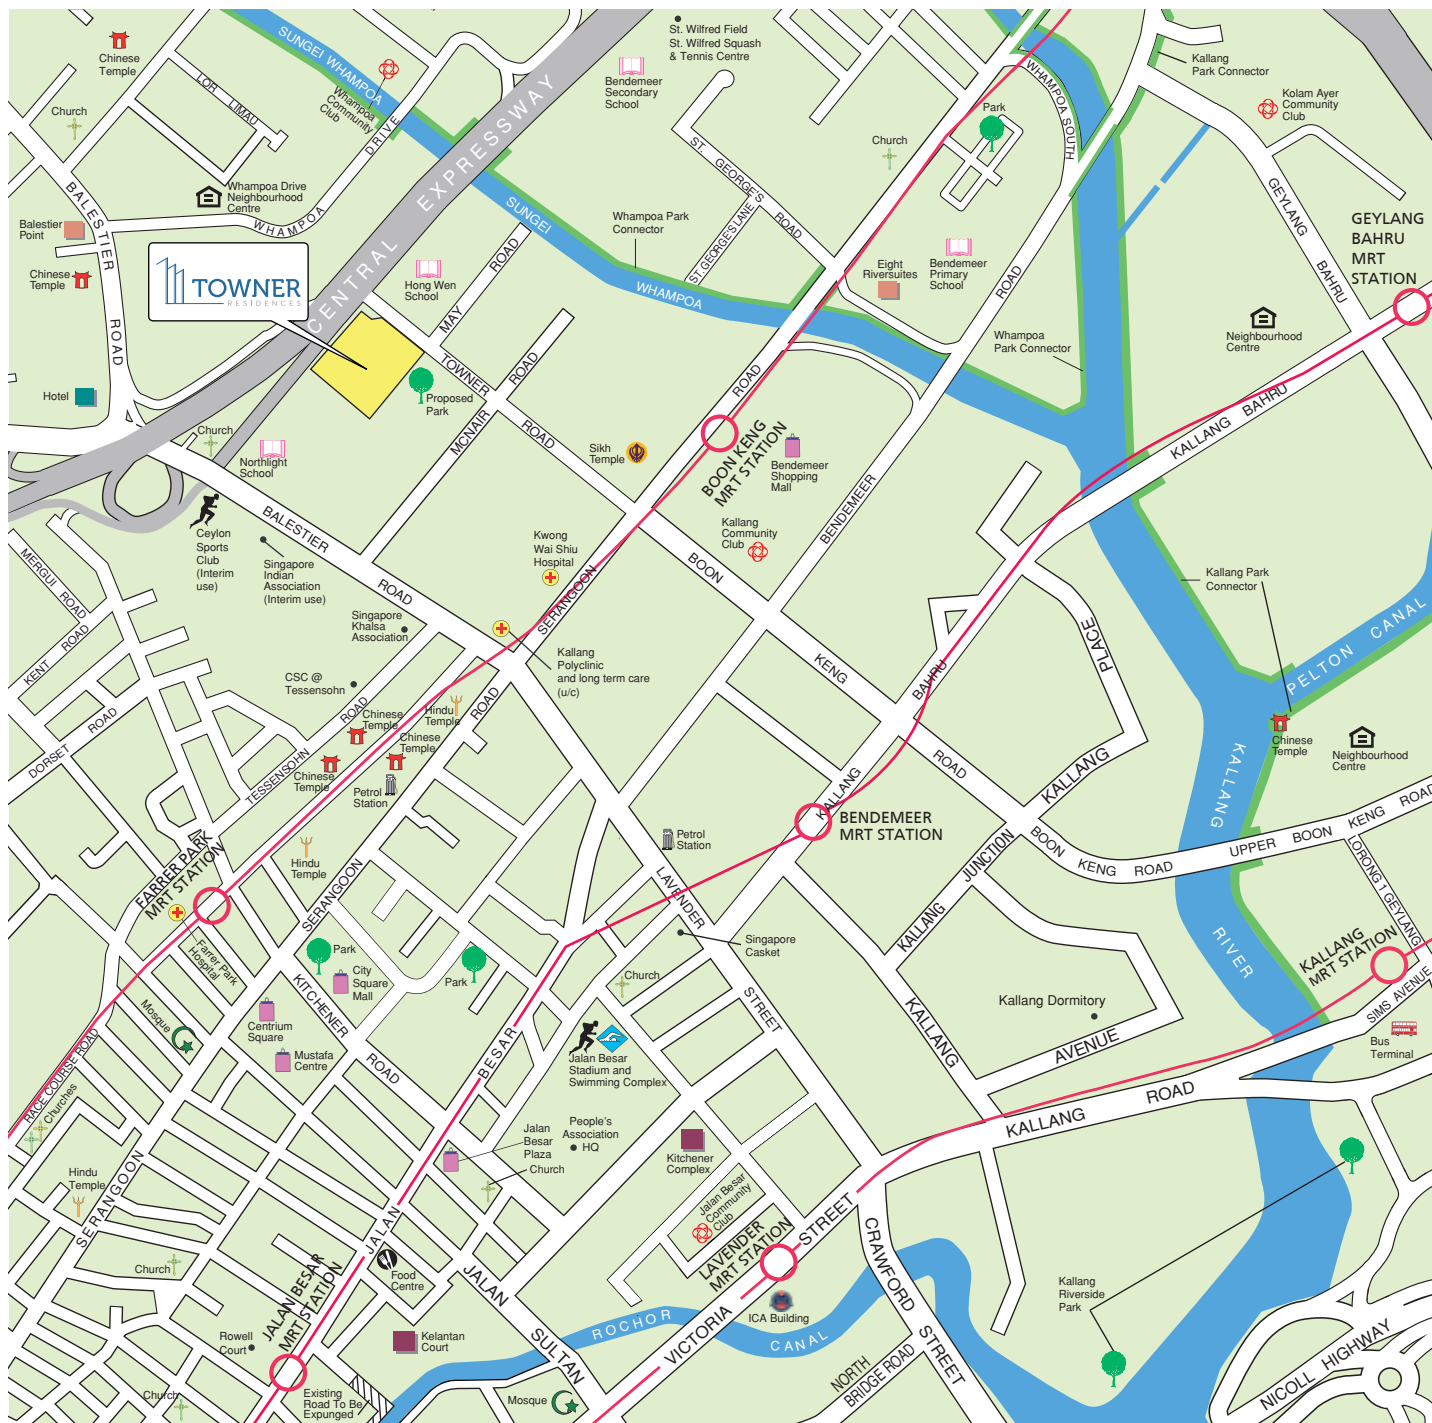 SUNGEI WHAMPOA
Chinese
Temple
LOR LIMAU
Church
Whampoa
Community
Club
WHAMPOA DRIVE
CENTRAL EXPRESSWAY
St. Wilfred Field
St. Wilfred Squash
& Tennis Centre
Bendemeer
Secondary
School
Park
Church
WHAMPOA SOUTH
Kallang
Park Connector
Kolam Ayer
Community
Club
BALESTIER
ROAD
Whampoa Drive
Neighbourhood
Centre
Balestier
Point
Chinese
Temple
TOWNER
RESIDENCES
SUNGEI
WHAMPOA
Whampoa Park
Connector
ST. GEORGE'S
ROAD
ST. GEORGE'S LANE
Eight
Riversuites
Bendemeer
Primary
School
GEYLANG
BAHRU
GEYLANG
BAHRU
MRT
STATION
Hong Wen
School
MAY
ROAD
TOWNER
ROAD
MCNAIR
ROAD
Proposed
Park
Hotel
Church
Northlight
School
Sikh
Temple
ROAD
BOON KENG
MRT STATION
Bendemeer
Shopping
Mall
BENDEMEER
ROAD
Whampoa
Park Connector
Neighbourhood
Centre
KALLANG
BAHRU
Ceylon
Sports
Club
(Interim
use)
BALESTIER
ROAD
Singapore
Indian
Association
(Interim use)
Kwong
Wai Shiu
Hospital
Kallang
Community
Club
BOON
KENG
ROAD
SERANGOON
Singapore
Khalsa
Association
Kallang
Polyclinic
and long term care
(u/c)
MERGUI ROAD
KENT
ROAD
DORSET
ROAD
CSC @
Tessensohn
TESSENSOHN
ROAD
Chinese
Temple
Hindu
Temple
ROAD
Chinese
Temple
Chinese
Temple
Petrol
Station
PLACE
KALLANG
Kallang Park
Connector
PELTON CANAL
Chinese
Temple
Neighbourhood
Centre
KALLANG
BAHRU
KALLANG
RIVER
BENDEMEER
MRT STATION
Petrol
Station
BOON
KENG
ROAD
UPPER BOON KENG ROAD
LORONG 1 GEYLANG
FARRER PARK
MRT STATION
Hindu
Temple
SERANGOON
LAVENDER
STREET
KALLANG
JUNCTION
Farrer Park
Hospital
Park
City
Square
Mall
Park
Singapore
Casket
KALLANG
MRT STATION
SIMS AVENUE
Bus
Terminal
Church
Kallang Dormitory
KALLANG
AVENUE
Mosque
Centrium
Square
Mustafa
Centre
KITCHENER
ROAD
BESAR
Jalan Besar
Stadium and
Swimming Complex
RACE COURSE ROAD
Churches
Jalan
Besar
Plaza
People's
Association
HQ
Church
Kitchener
Complex
KALLANG
ROAD
Hindu
Temple
SERANGOON
Jalan Besar
Community
Club
LAVENDER
MRT STATION
STREET
CRAWFORD
STREET
JALAN
Church
JALAN BESAR
MRT STATION
Food
Centre
JALAN
SULTAN
ROCHOR
CANAL
ICA Building
Kallang
Riverside
Park
Rowell
Court
Kelantan
Court
VICTORIA
NORTH
BRIDGE ROAD
NICOLL HIGHWAY
Church
Existing
Road To Be
Expunged
Mosque